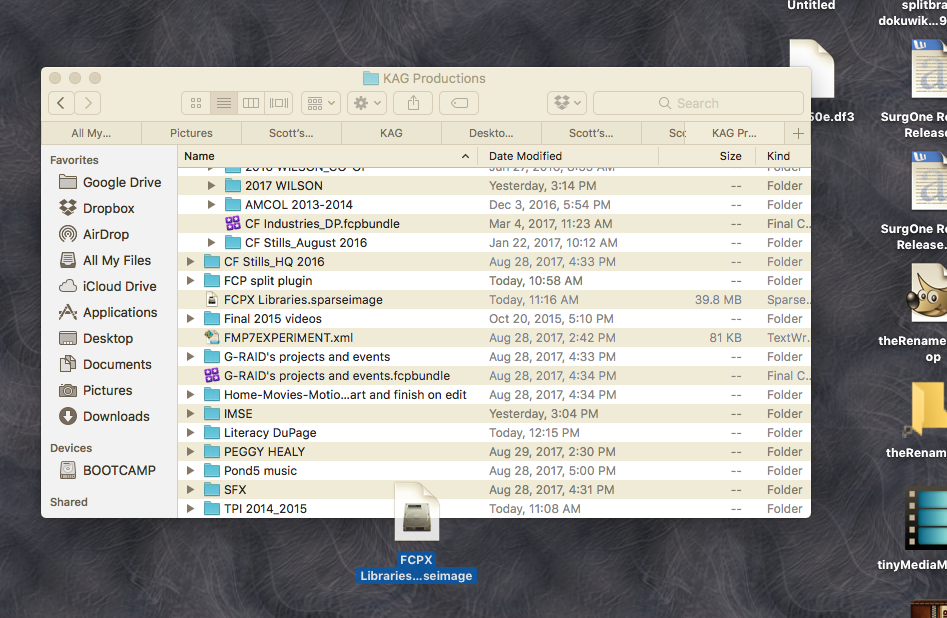 Untitled
splitbra
dokuwik...9
KAG Productions
Search
50e.df3
SurgOne Re
Release
All My...
Pictures
Scott's...
KAG
Deskto...
Scott's...
Sco
KAG Pr...
Favorites
Google Drive
Dropbox
AirDrop
All My Files
iCloud Drive
Applications
Desktop
Documents
Pictures
Downloads
Devices
BOOTCAMP
Shared
Name Date Modified Size Kind
2017 WILSON Yesterday, 3:14 PM -- Folder
AMCOL 2013-2014 Dec 3, 2016, 5:54 PM -- Folder
CF Industries_DP.fcpbundle Mar 4, 2017, 11:23 AM -- Final C...
CF Stills_August 2016 Jan 22, 2017, 10:12 AM -- Folder
CF Stills_HQ 2016 Aug 28, 2017, 4:33 PM -- Folder
FCP split plugin Today, 10:58 AM -- Folder
FCPX Libraries.sparseimage Today, 11:16 AM 39.8 MB Sparse...
Final 2015 videos Oct 20, 2015, 5:10 PM -- Folder
FMP7EXPERIMENT.xml Aug 28, 2017, 2:42 PM 81 KB TextWr...
G-RAID's projects and events Aug 28, 2017, 4:33 PM -- Folder
G-RAID's projects and events.fcpbundle Aug 28, 2017, 4:34 PM -- Final C...
Home-Movies-Motio...art and finish on edit Aug 28, 2017, 4:34 PM -- Folder
IMSE Yesterday, 3:04 PM -- Folder
Literacy DuPage Today, 12:15 PM -- Folder
PEGGY HEALY Aug 29, 2017, 2:30 PM -- Folder
Pond5 music Aug 28, 2017, 5:00 PM -- Folder
SFX Aug 28, 2017, 4:31 PM -- Folder
TPI 2014_2015 Today, 11:08 AM -- Folder
SurgOne Re
Release.
theRename
op
theRenam
tinyMediaM
FCPX
Libraries...seimage